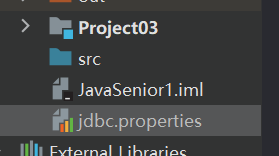 Project03
src
JavaSenior1.iml
jdbc.properties
External Libraries